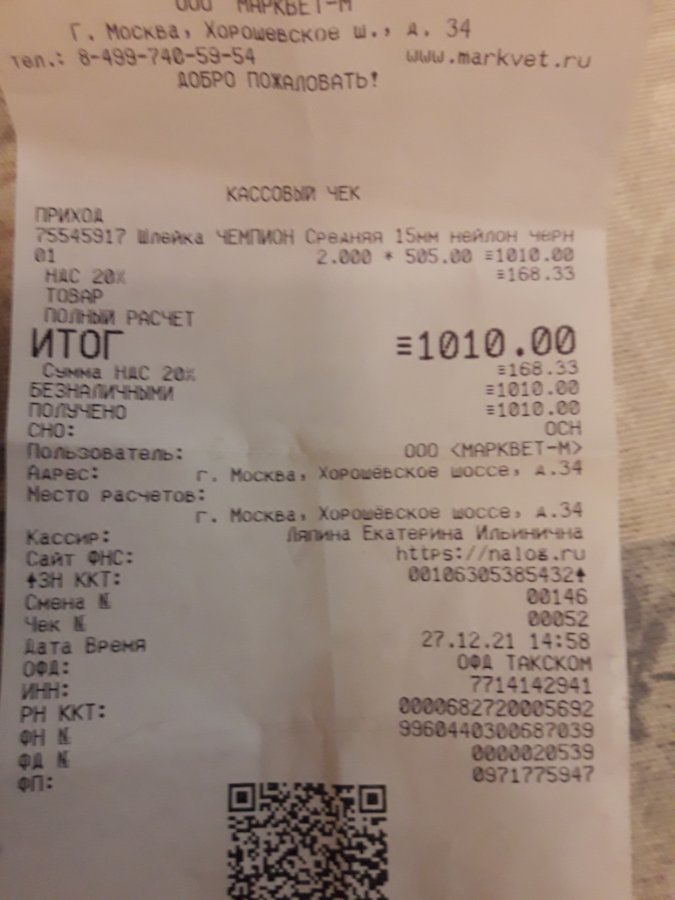 ООО МАРКВЕТ-М
Г. Москва, Хорошевское ш., д. 34
тел.: 8-499-740-59-54 www.markvet.ru
ДОБРО ПОЖАЛОВАТЬ!
КАССОВЫЙ ЧЕК
ПРИХОД
75545917 Шлейка ЧЕМПИОН Средняя 15мм нейлон черн
01 2.000 * 505.00 ≡1010.00
НДС 20% ≡168.33
ТОВАР
ПОЛНЫЙ РАСЧЕТ
ИТОГ ≡1010.00
Сумма НДС 20% ≡168.33
БЕЗНАЛИЧНЫМИ ≡1010.00
ПОЛУЧЕНО ≡1010.00
СНО: ОСН
Пользователь: ООО <МАРКВЕТ-М>
Адрес: г. Москва, Хорошёвское шоссе, д.34
Место расчетов:
г. Москва, Хорошёвское шоссе, д.34
Кассир: Ляпина Екатерина Ильинична
Сайт ФНС: https://nalog.ru
♠ЗН ККТ: 00106305385432♠
Смена № 00146
Чек № 00052
Дата Время 27.12.21 14:58
ОФД: ОФД ТАКСКОМ
ИНН: 7714142941
РН ККТ: 0000682720005692
ФН № 9960440300687039
ФД № 0000020539
ФП: 0971775947